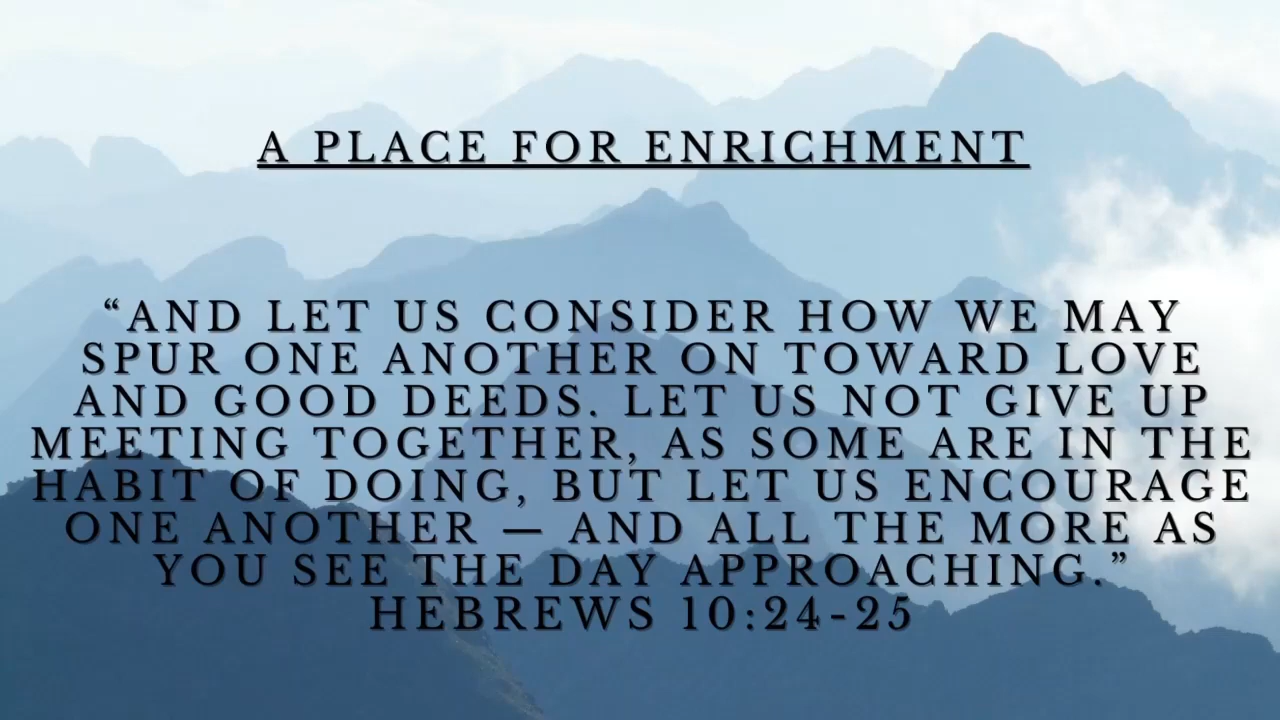 A PLACE FOR ENRICHMENT
“AND LET US CONSIDER HOW WE MAY
SPUR ONE ANOTHER ON TOWARD LOVE
AND GOOD DEEDS. LET US NOT GIVE UP
MEETING TOGETHER, AS SOME ARE IN THE
HABIT OF DOING, BUT LET US ENCOURAGE
ONE ANOTHER — AND ALL THE MORE AS
YOU SEE THE DAY APPROACHING.”
HEBREWS 10:24-25